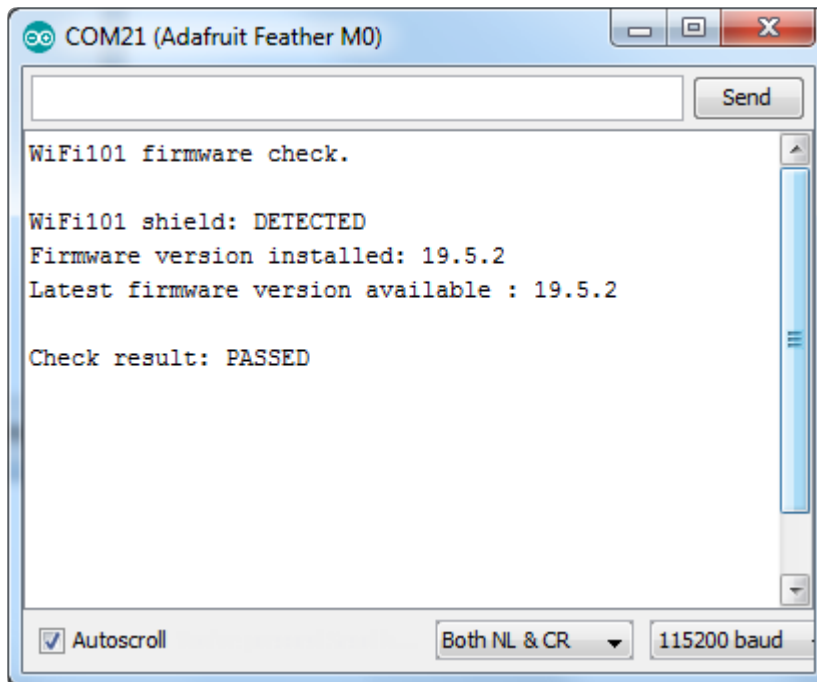 COM21 (Adafruit Feather M0)
Send
WiFi101 firmware check.
WiFi101 shield: DETECTED
Firmware version installed: 19.5.2
Latest firmware version available : 19.5.2
Check result: PASSED
Autoscroll
Both NL & CR
115200 baud